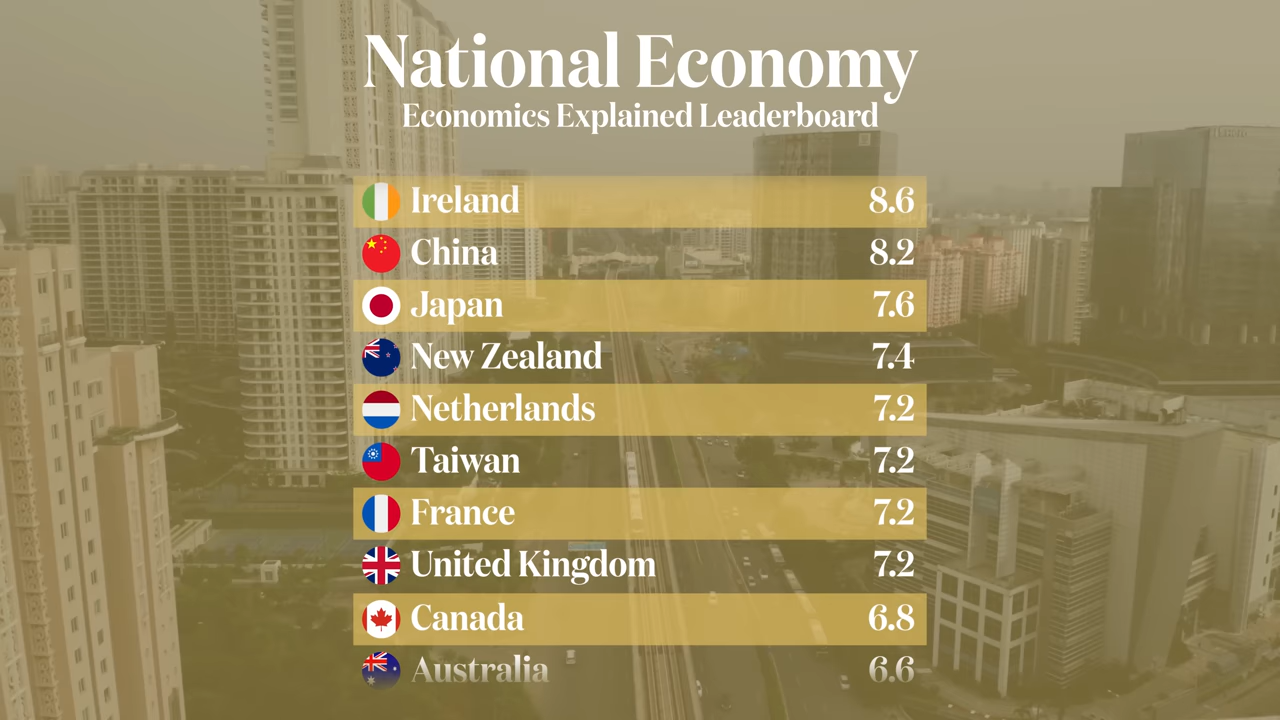 National Economy
Economics Explained Leaderboard
Ireland 8.6
China 8.2
Japan 7.6
New Zealand 7.4
Netherlands 7.2
Taiwan 7.2
France 7.2
United Kingdom 7.2
Canada 6.8
Australia 6.6